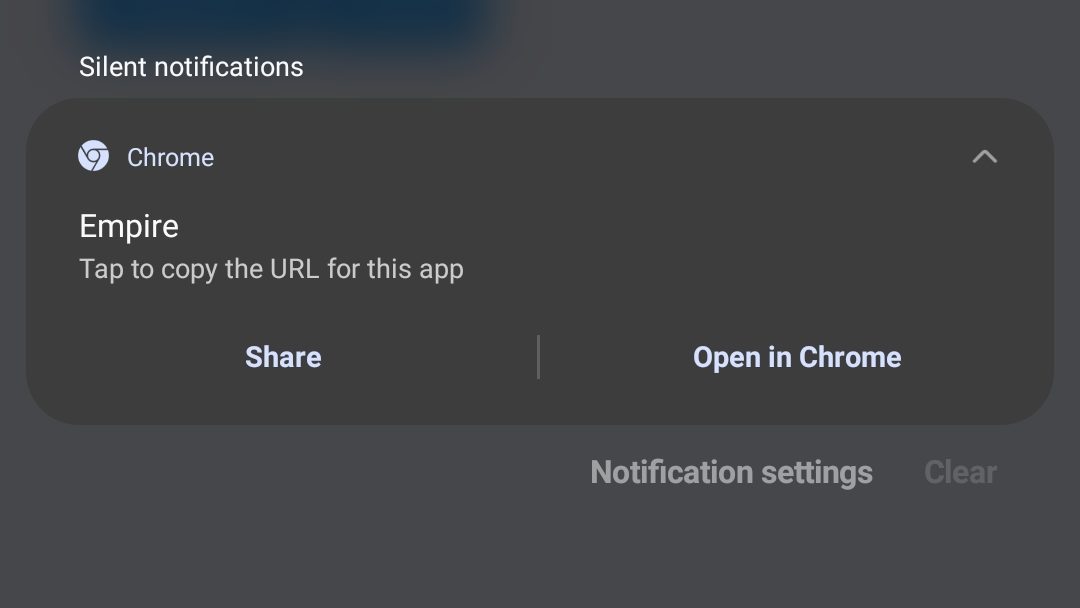 Silent notifications
Chrome
Empire
Tap to copy the URL for this app
Share
Open in Chrome
Notification settings
Clear